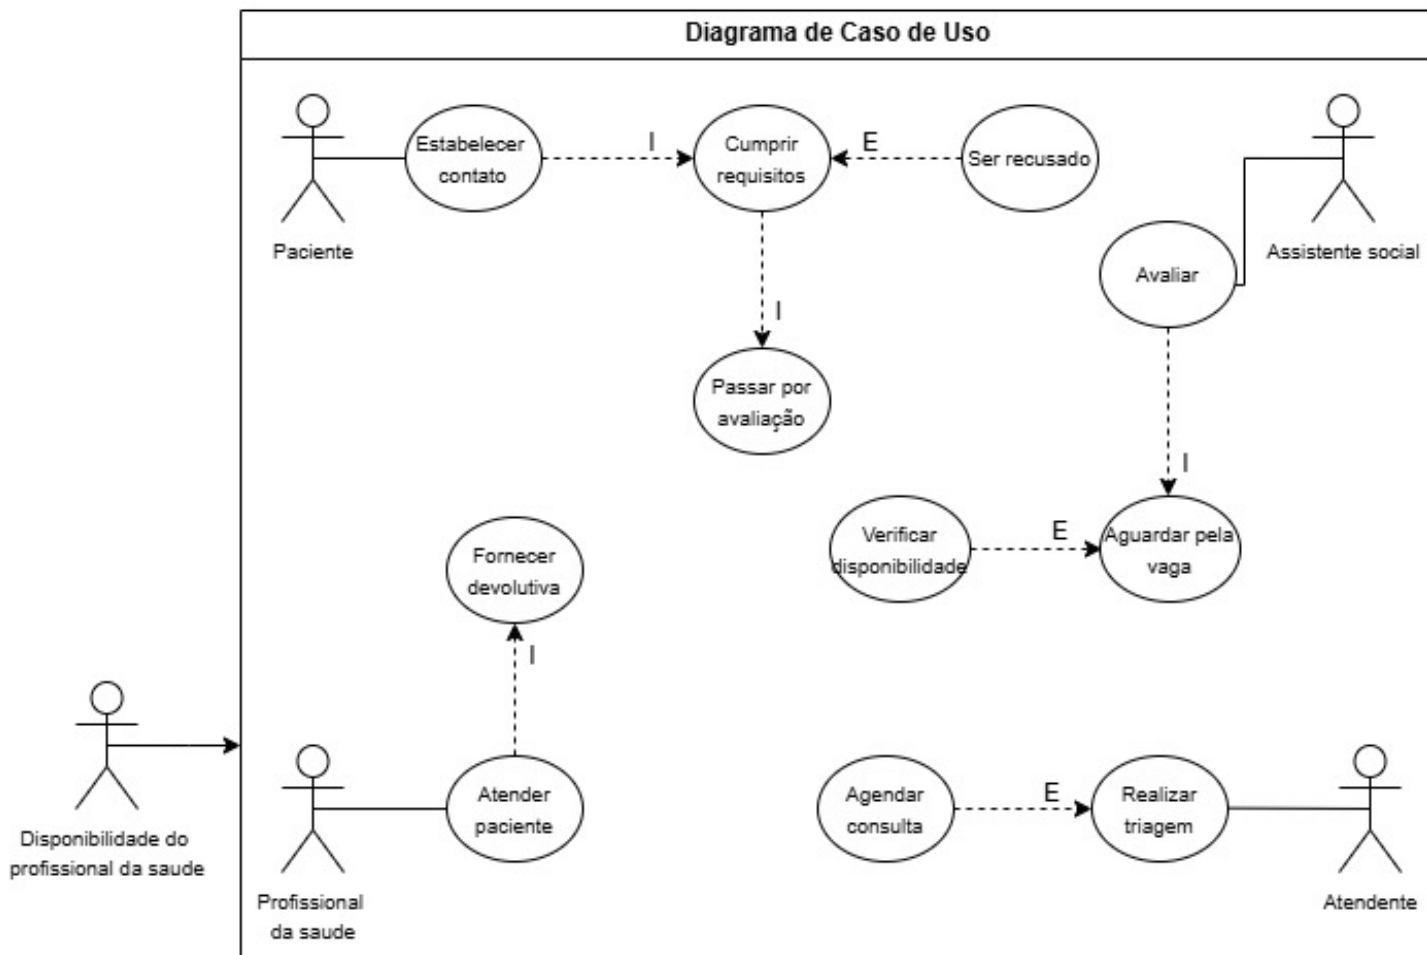 Diagrama de Caso de Uso
Estabelecer
contato
I
Cumprir
requisitos
E
Ser recusado
Paciente
Assistente social
Avaliar
I
Passar por
avaliação
I
Verificar
disponibilidade
E
Aguardar pela
vaga
Fornecer
devolutiva
I
Disponibilidade do
profissional da saude
Profissional
da saude
Atender
paciente
Agendar
consulta
E
Realizar
triagem
Atendente